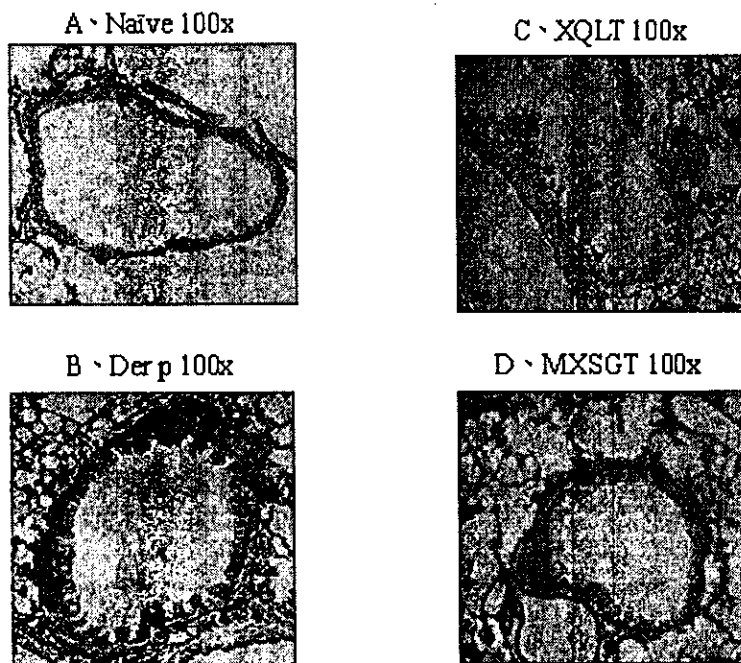 A、Naïve 100x
C、XQLT 100x
B、Der p 100x
D、MXSGT 100x